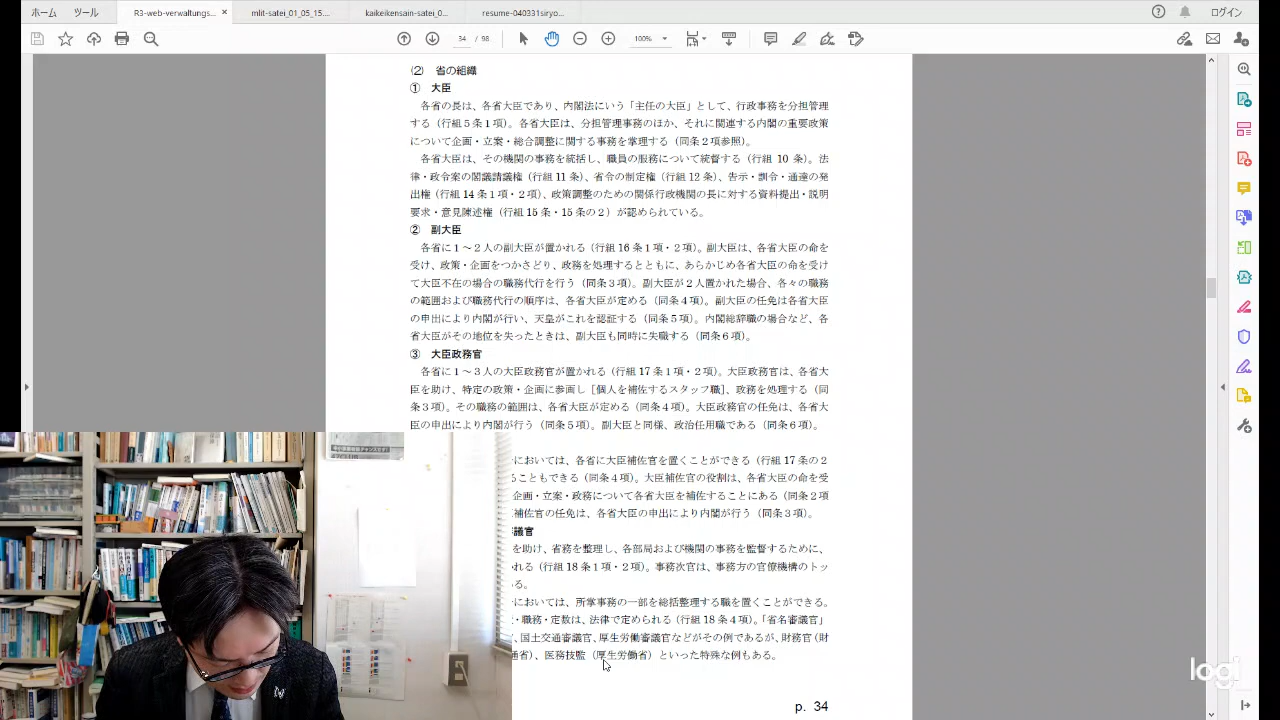 ホーム ツール R3-web-verwaltungs... × mlit-satei_01_05_15.... kaikeikensain-satei_0... resume-040331siryo... ログイン
34 / 98 100%
(2) 省の組織
① 大臣
各省の長は、各省大臣であり、内閣法にいう「主任の大臣」として、行政事務を分担管理
する（行組５条１項）。各省大臣は、分担管理事務のほか、それに関連する内閣の重要政策
について企画・立案・総合調整に関する事務を掌理する（同条２項参照）。
各省大臣は、その機関の事務を統括し、職員の服務について統督する（行組 10 条）。法
律・政令案の閣議請議権（行組 11 条）、省令の制定権（行組 12 条）、告示・訓令・通達の発
出権（行組 14 条１項・２項）、政策調整のための関係行政機関の長に対する資料提出・説明
要求・意見陳述権（行組 15 条・15 条の２）が認められている。
② 副大臣
各省に１～２人の副大臣が置かれる（行組 16 条１項・２項）。副大臣は、各省大臣の命を
受け、政策・企画をつかさどり、政務を処理するとともに、あらかじめ各省大臣の命を受け
て大臣不在の場合の職務代行を行う（同条３項）。副大臣が２人置かれた場合、各々の職務
の範囲および職務代行の順序は、各省大臣が定める（同条４項）。副大臣の任免は各省大臣
の申出により内閣が行い、天皇がこれを認証する（同条５項）。内閣総辞職の場合など、各
省大臣がその地位を失ったときは、副大臣も同時に失職する（同条６項）。
③ 大臣政務官
各省に１～３人の大臣政務官が置かれる（行組 17 条１項・２項）。大臣政務官は、各省大
臣を助け、特定の政策・企画に参画し［個人を補佐するスタッフ職］、政務を処理する（同
条３項）。その職務の範囲は、各省大臣が定める（同条４項）。大臣政務官の任免は、各省大
臣の申出により内閣が行う（同条５項）。副大臣と同様、政治任用職である（同条６項）。
においては、各省に大臣補佐官を置くことができる（行組 17 条の２
ることもできる（同条４項）。大臣補佐官の役割は、各省大臣の命を受
企画・立案・政務について各省大臣を補佐することにある（同条２項
補佐官の任免は、各省大臣の申出により内閣が行う（同条３項）。
議官
を助け、省務を整理し、各部局および機関の事務を監督するために、
れる（行組 18 条１項・２項）。事務次官は、事務方の官僚機構のトッ
る。
においては、所掌事務の一部を総括整理する職を置くことができる。
・職務・定数は、法律で定められる（行組 18 条４項）。「省名審議官」
、国土交通審議官、厚生労働審議官などがその例であるが、財務官（財
通省）、医務技監（厚生労働省）といった特殊な例もある。
p. 34
logi